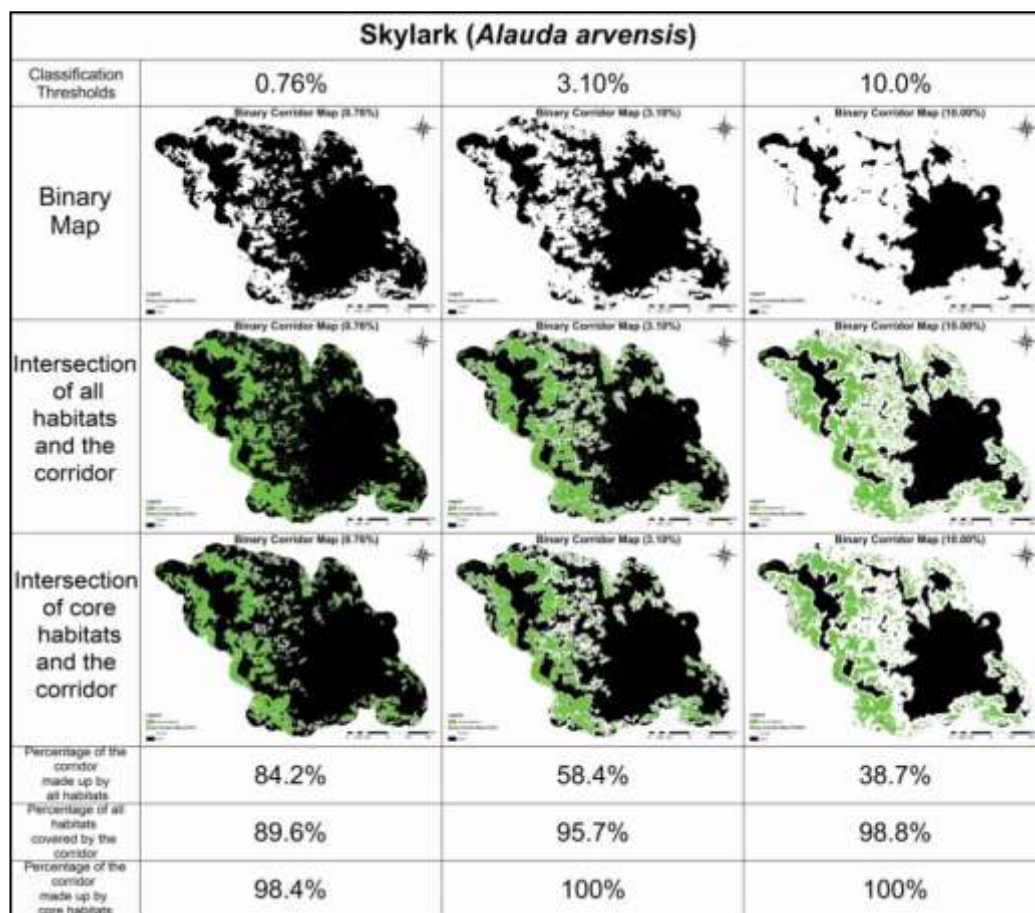 Skylark (Alauda arvensis)
Classification
Thresholds
0.76%
3.10%
10.0%
Binary
Map
Binary Corridor Map (0.76%)
Binary Corridor Map (3.10%)
Binary Corridor Map (10.00%)
Intersection
of all
habitats
and the
corridor
Binary Corridor Map (0.76%)
Binary Corridor Map (3.10%)
Binary Corridor Map (10.00%)
Intersection
of core
habitats
and the
corridor
Binary Corridor Map (0.76%)
Binary Corridor Map (3.10%)
Binary Corridor Map (10.00%)
Percentage of the
corridor
made up by
all habitats
84.2%
58.4%
38.7%
Percentage of all
habitats
covered by the
corridor
89.6%
95.7%
98.8%
Percentage of the
corridor
made up by
core habitats
98.4%
100%
100%